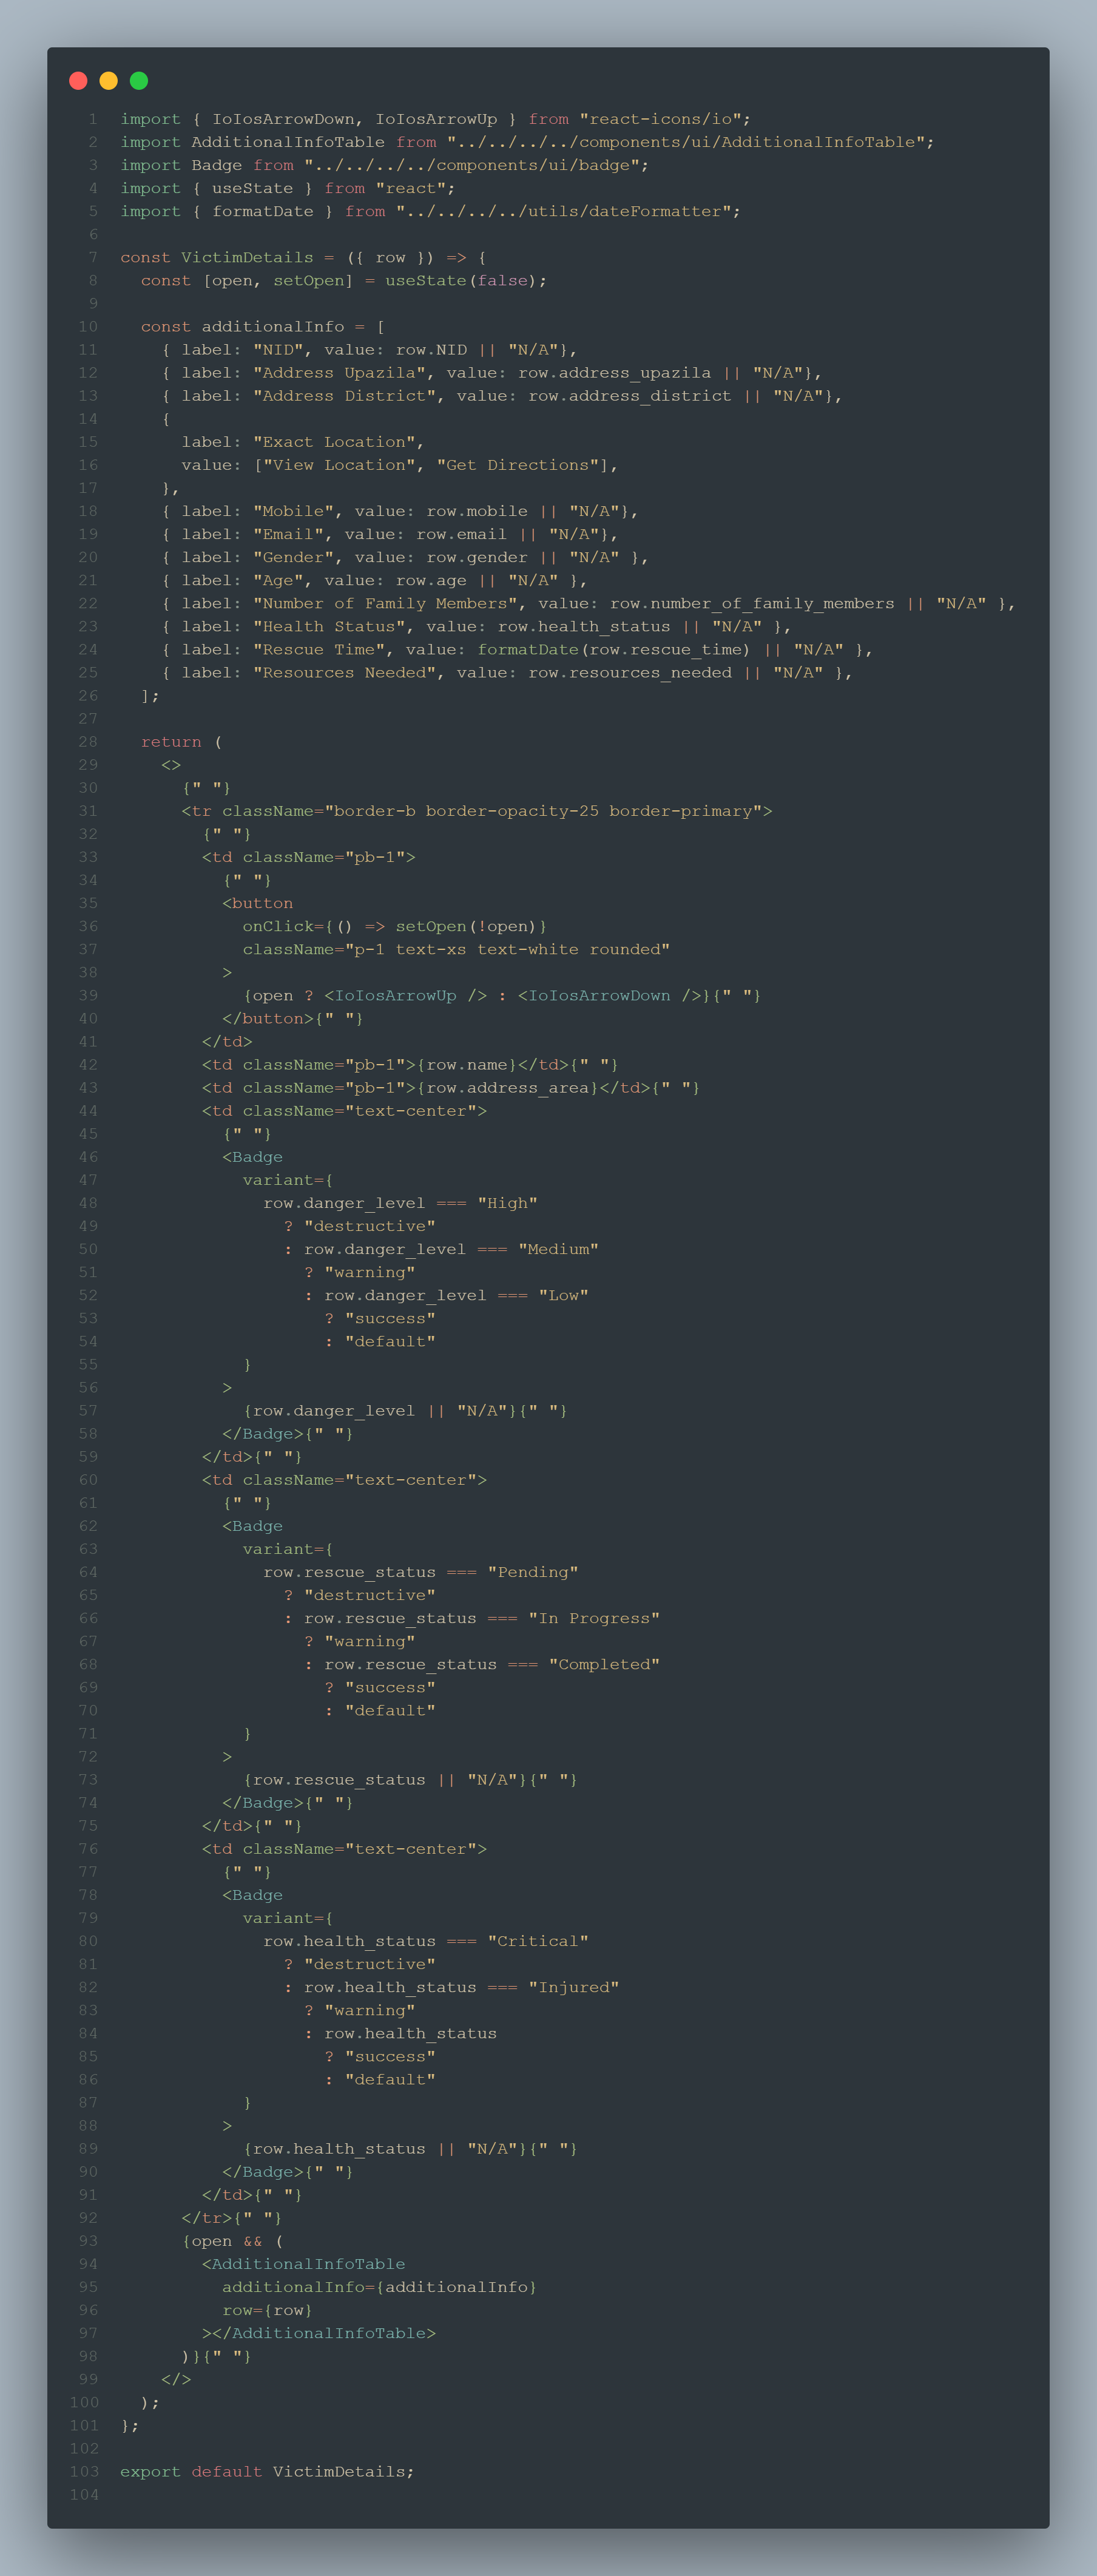 1 import { IoIosArrowDown, IoIosArrowUp } from "react-icons/io";
2 import AdditionalInfoTable from "../../../../components/ui/AdditionalInfoTable";
3 import Badge from "../../../../components/ui/badge";
4 import { useState } from "react";
5 import { formatDate } from "../../../../utils/dateFormatter";
6
7 const VictimDetails = ({ row }) => {
8   const [open, setOpen] = useState(false);
9
10   const additionalInfo = [
11     { label: "NID", value: row.NID || "N/A"},
12     { label: "Address Upazila", value: row.address_upazila || "N/A"},
13     { label: "Address District", value: row.address_district || "N/A"},
14     {
15       label: "Exact Location",
16       value: ["View Location", "Get Directions"],
17     },
18     { label: "Mobile", value: row.mobile || "N/A"},
19     { label: "Email", value: row.email || "N/A"},
20     { label: "Gender", value: row.gender || "N/A" },
21     { label: "Age", value: row.age || "N/A" },
22     { label: "Number of Family Members", value: row.number_of_family_members || "N/A" },
23     { label: "Health Status", value: row.health_status || "N/A" },
24     { label: "Rescue Time", value: formatDate(row.rescue_time) || "N/A" },
25     { label: "Resources Needed", value: row.resources_needed || "N/A" },
26   ];
27
28   return (
29     <>
30       {" "}
31       <tr className="border-b border-opacity-25 border-primary">
32         {" "}
33         <td className="pb-1">
34           {" "}
35           <button
36             onClick={() => setOpen(!open)}
37             className="p-1 text-xs text-white rounded"
38           >
39             {open ? <IoIosArrowUp /> : <IoIosArrowDown />}{" "}
40           </button>{" "}
41         </td>
42         <td className="pb-1">{row.name}</td>{" "}
43         <td className="pb-1">{row.address_area}</td>{" "}
44         <td className="text-center">
45           {" "}
46           <Badge
47             variant={
48               row.danger_level === "High"
49                 ? "destructive"
50                 : row.danger_level === "Medium"
51                   ? "warning"
52                   : row.danger_level === "Low"
53                     ? "success"
54                     : "default"
55             }
56           >
57             {row.danger_level || "N/A"}{" "}
58           </Badge>{" "}
59         </td>{" "}
60         <td className="text-center">
61           {" "}
62           <Badge
63             variant={
64               row.rescue_status === "Pending"
65                 ? "destructive"
66                 : row.rescue_status === "In Progress"
67                   ? "warning"
68                   : row.rescue_status === "Completed"
69                     ? "success"
70                     : "default"
71             }
72           >
73             {row.rescue_status || "N/A"}{" "}
74           </Badge>{" "}
75         </td>{" "}
76         <td className="text-center">
77           {" "}
78           <Badge
79             variant={
80               row.health_status === "Critical"
81                 ? "destructive"
82                 : row.health_status === "Injured"
83                   ? "warning"
84                   : row.health_status
85                     ? "success"
86                     : "default"
87             }
88           >
89             {row.health_status || "N/A"}{" "}
90           </Badge>{" "}
91         </td>{" "}
92       </tr>{" "}
93       {open && (
94         <AdditionalInfoTable
95           additionalInfo={additionalInfo}
96           row={row}
97         ></AdditionalInfoTable>
98       )}{" "}
99     </>
100   );
101 };
102
103 export default VictimDetails;
104